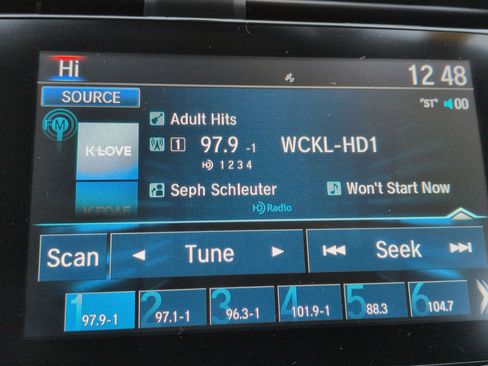 Hi
12 48
SOURCE
"ST" 00
FM
Adult Hits
K-LOVE
1 97.9 -1 WCKL-HD1
HD 1 2 3 4
Seph Schleuter Won't Start Now
HD Radio
Scan Tune Seek
1 2 3 4 5 6
97.9-1 97.1-1 96.3-1 101.9-1 88.3 104.7